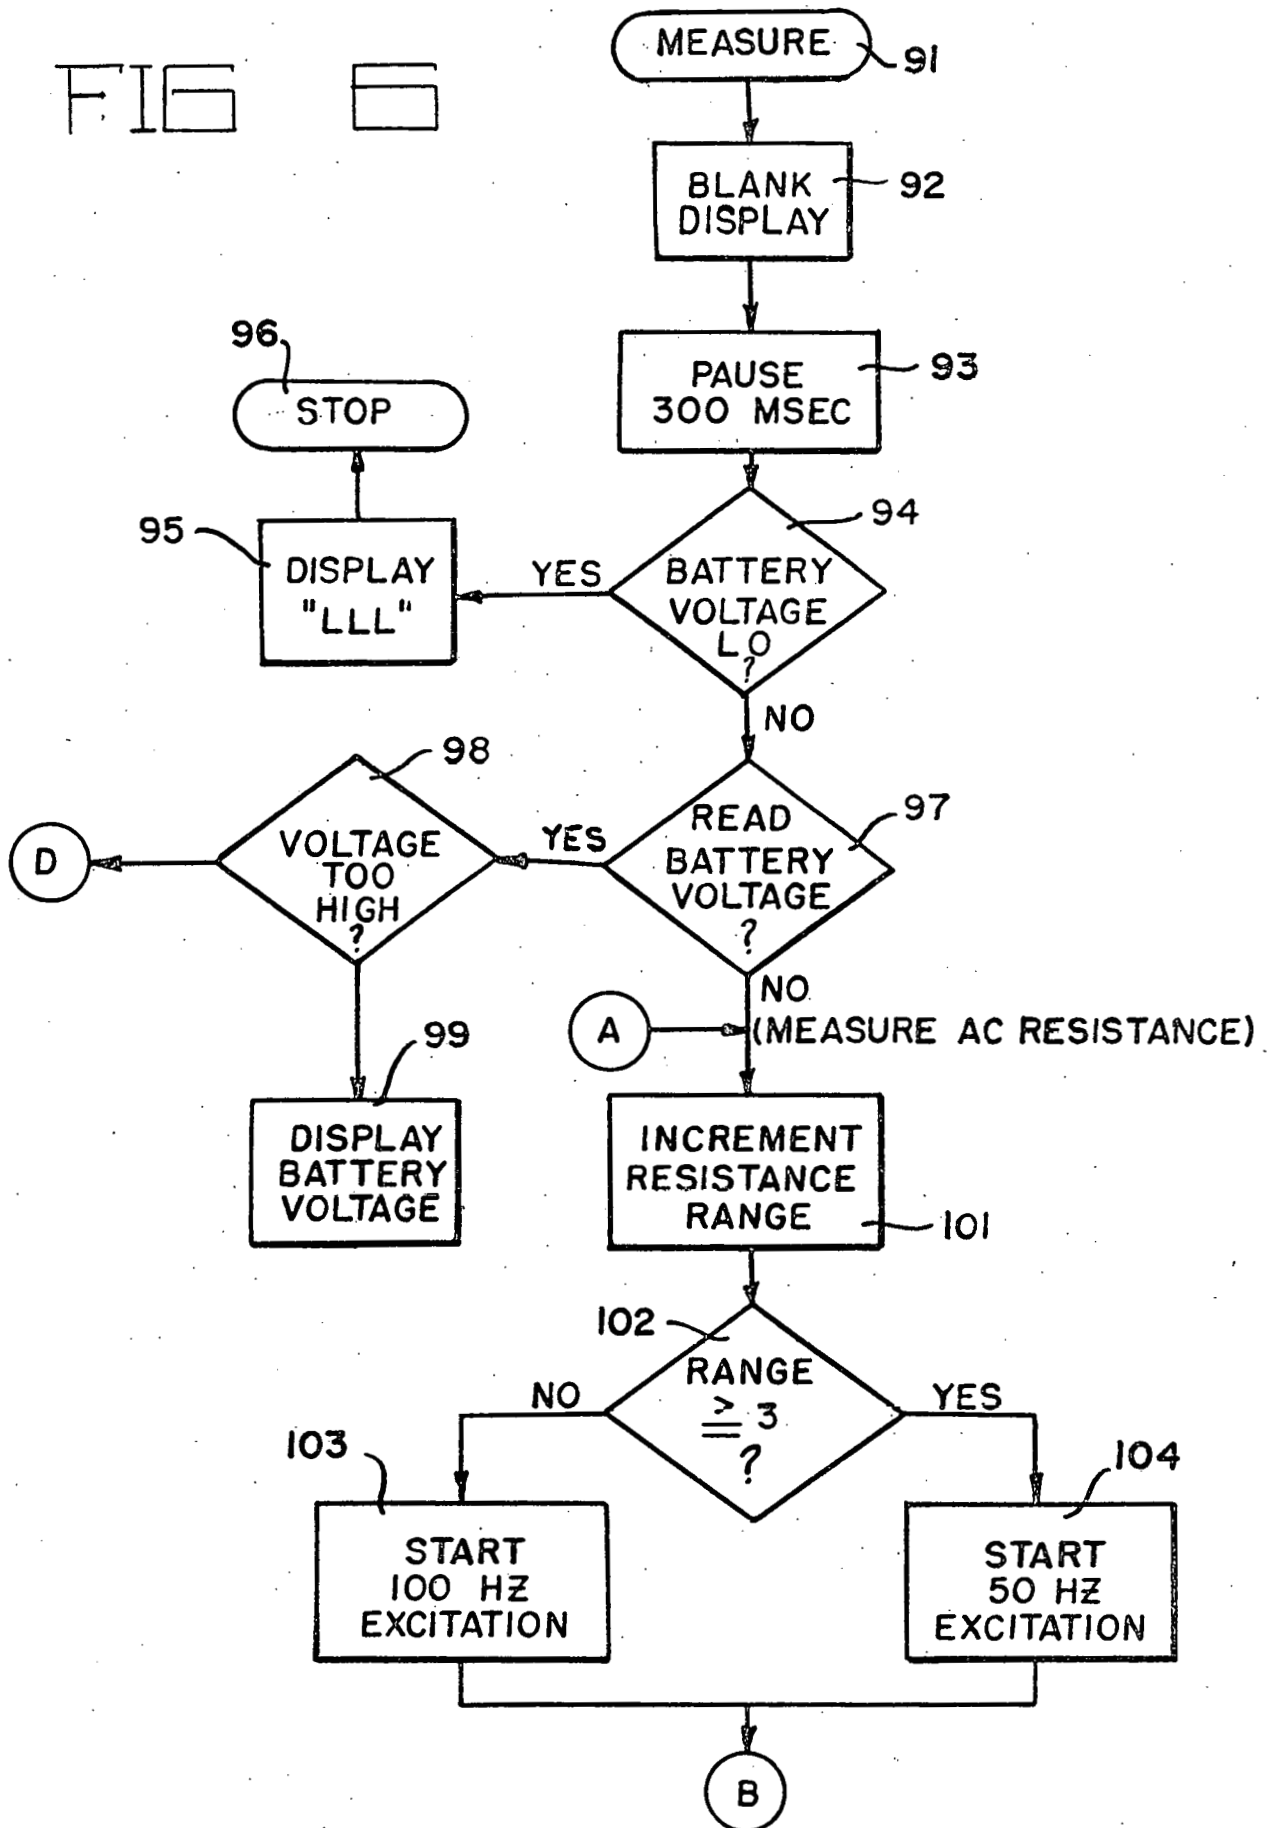 FIG 6
MEASURE
91
BLANK
DISPLAY
92
PAUSE
300 MSEC
93
96
STOP
94
BATTERY
VOLTAGE
LO
?
YES
95
DISPLAY
"LLL"
NO
97
READ
BATTERY
VOLTAGE
?
YES
98
VOLTAGE
TOO
HIGH
?
D
NO
A
(MEASURE AC RESISTANCE)
99
DISPLAY
BATTERY
VOLTAGE
INCREMENT
RESISTANCE
RANGE
101
102
RANGE
≥ 3
?
NO
YES
103
START
100 HZ
EXCITATION
104
START
50 HZ
EXCITATION
B